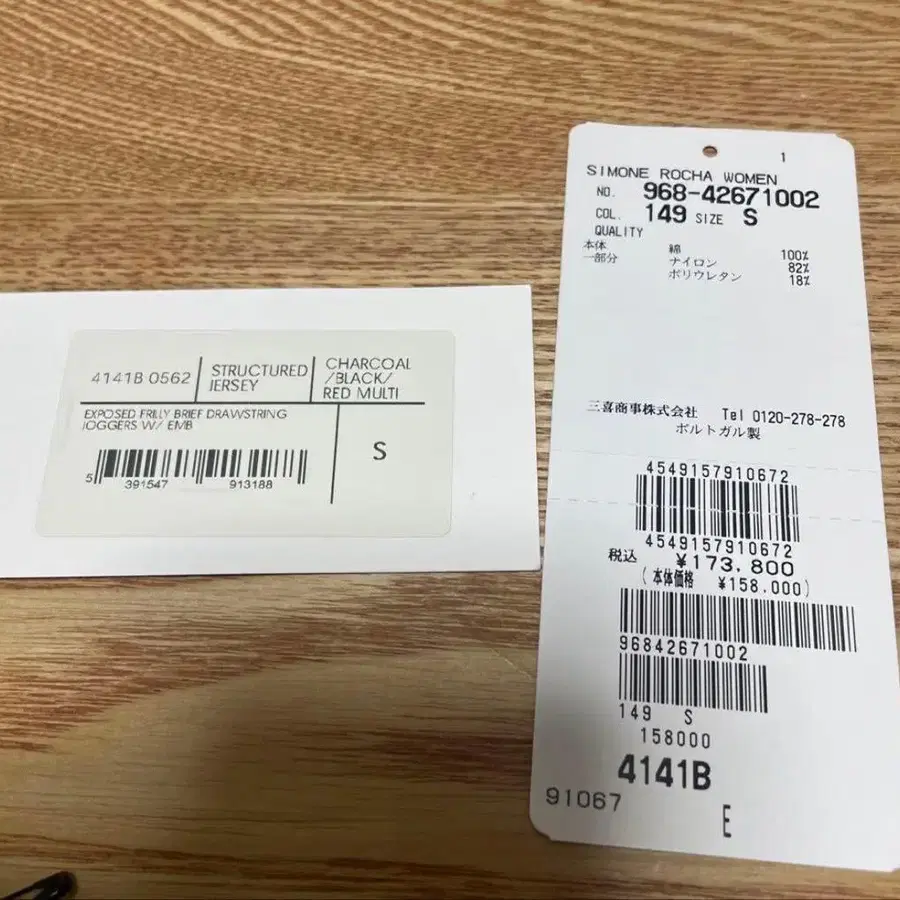 4141B 0562
STRUCTURED
JERSEY
CHARCOAL
/BLACK/
RED MULTI
EXPOSED FRILLY BRIEF DRAWSTRING
JOGGERS W/ EMB
S
5 391547 913188
1
SIMONE ROCHA WOMEN
NO. 968-42671002
COL. 149 SIZE S
QUALITY
本体 綿 100%
一部分 ナイロン 82%
ポリウレタン 18%
三喜商事株式会社 Tel 0120-278-278
ポルトガル製
4549157910672
4549157910672
税込 ¥173.800
(本体価格 ¥158.000)
96842671002
149 S
158000
4141B
91067
E